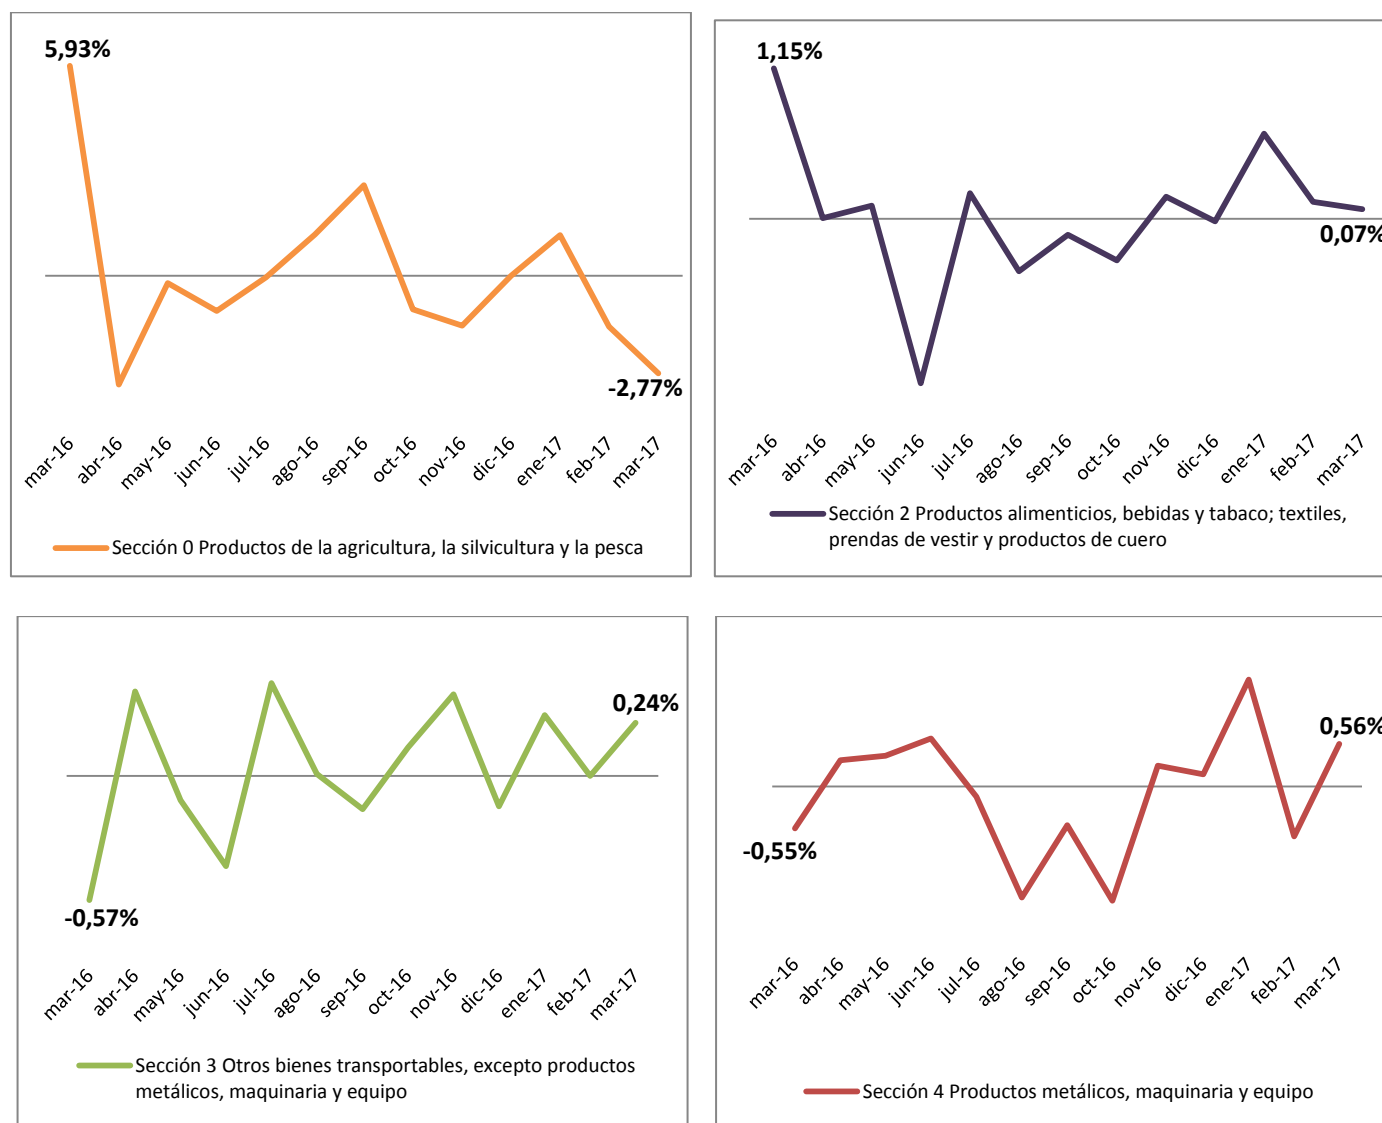 5,93%
-2,77%
mar-16
abr-16
may-16
jun-16
jul-16
ago-16
sep-16
oct-16
nov-16
dic-16
ene-17
feb-17
mar-17
Sección 0 Productos de la agricultura, la silvicultura y la pesca
1,15%
0,07%
mar-16
abr-16
may-16
jun-16
jul-16
ago-16
sep-16
oct-16
nov-16
dic-16
ene-17
feb-17
mar-17
Sección 2 Productos alimenticios, bebidas y tabaco; textiles,
prendas de vestir y productos de cuero
0,24%
-0,57%
mar-16
abr-16
may-16
jun-16
jul-16
ago-16
sep-16
oct-16
nov-16
dic-16
ene-17
feb-17
mar-17
Sección 3 Otros bienes transportables, excepto productos
metálicos, maquinaria y equipo
0,56%
-0,55%
mar-16
abr-16
may-16
jun-16
jul-16
ago-16
sep-16
oct-16
nov-16
dic-16
ene-17
feb-17
mar-17
Sección 4 Productos metálicos, maquinaria y equipo